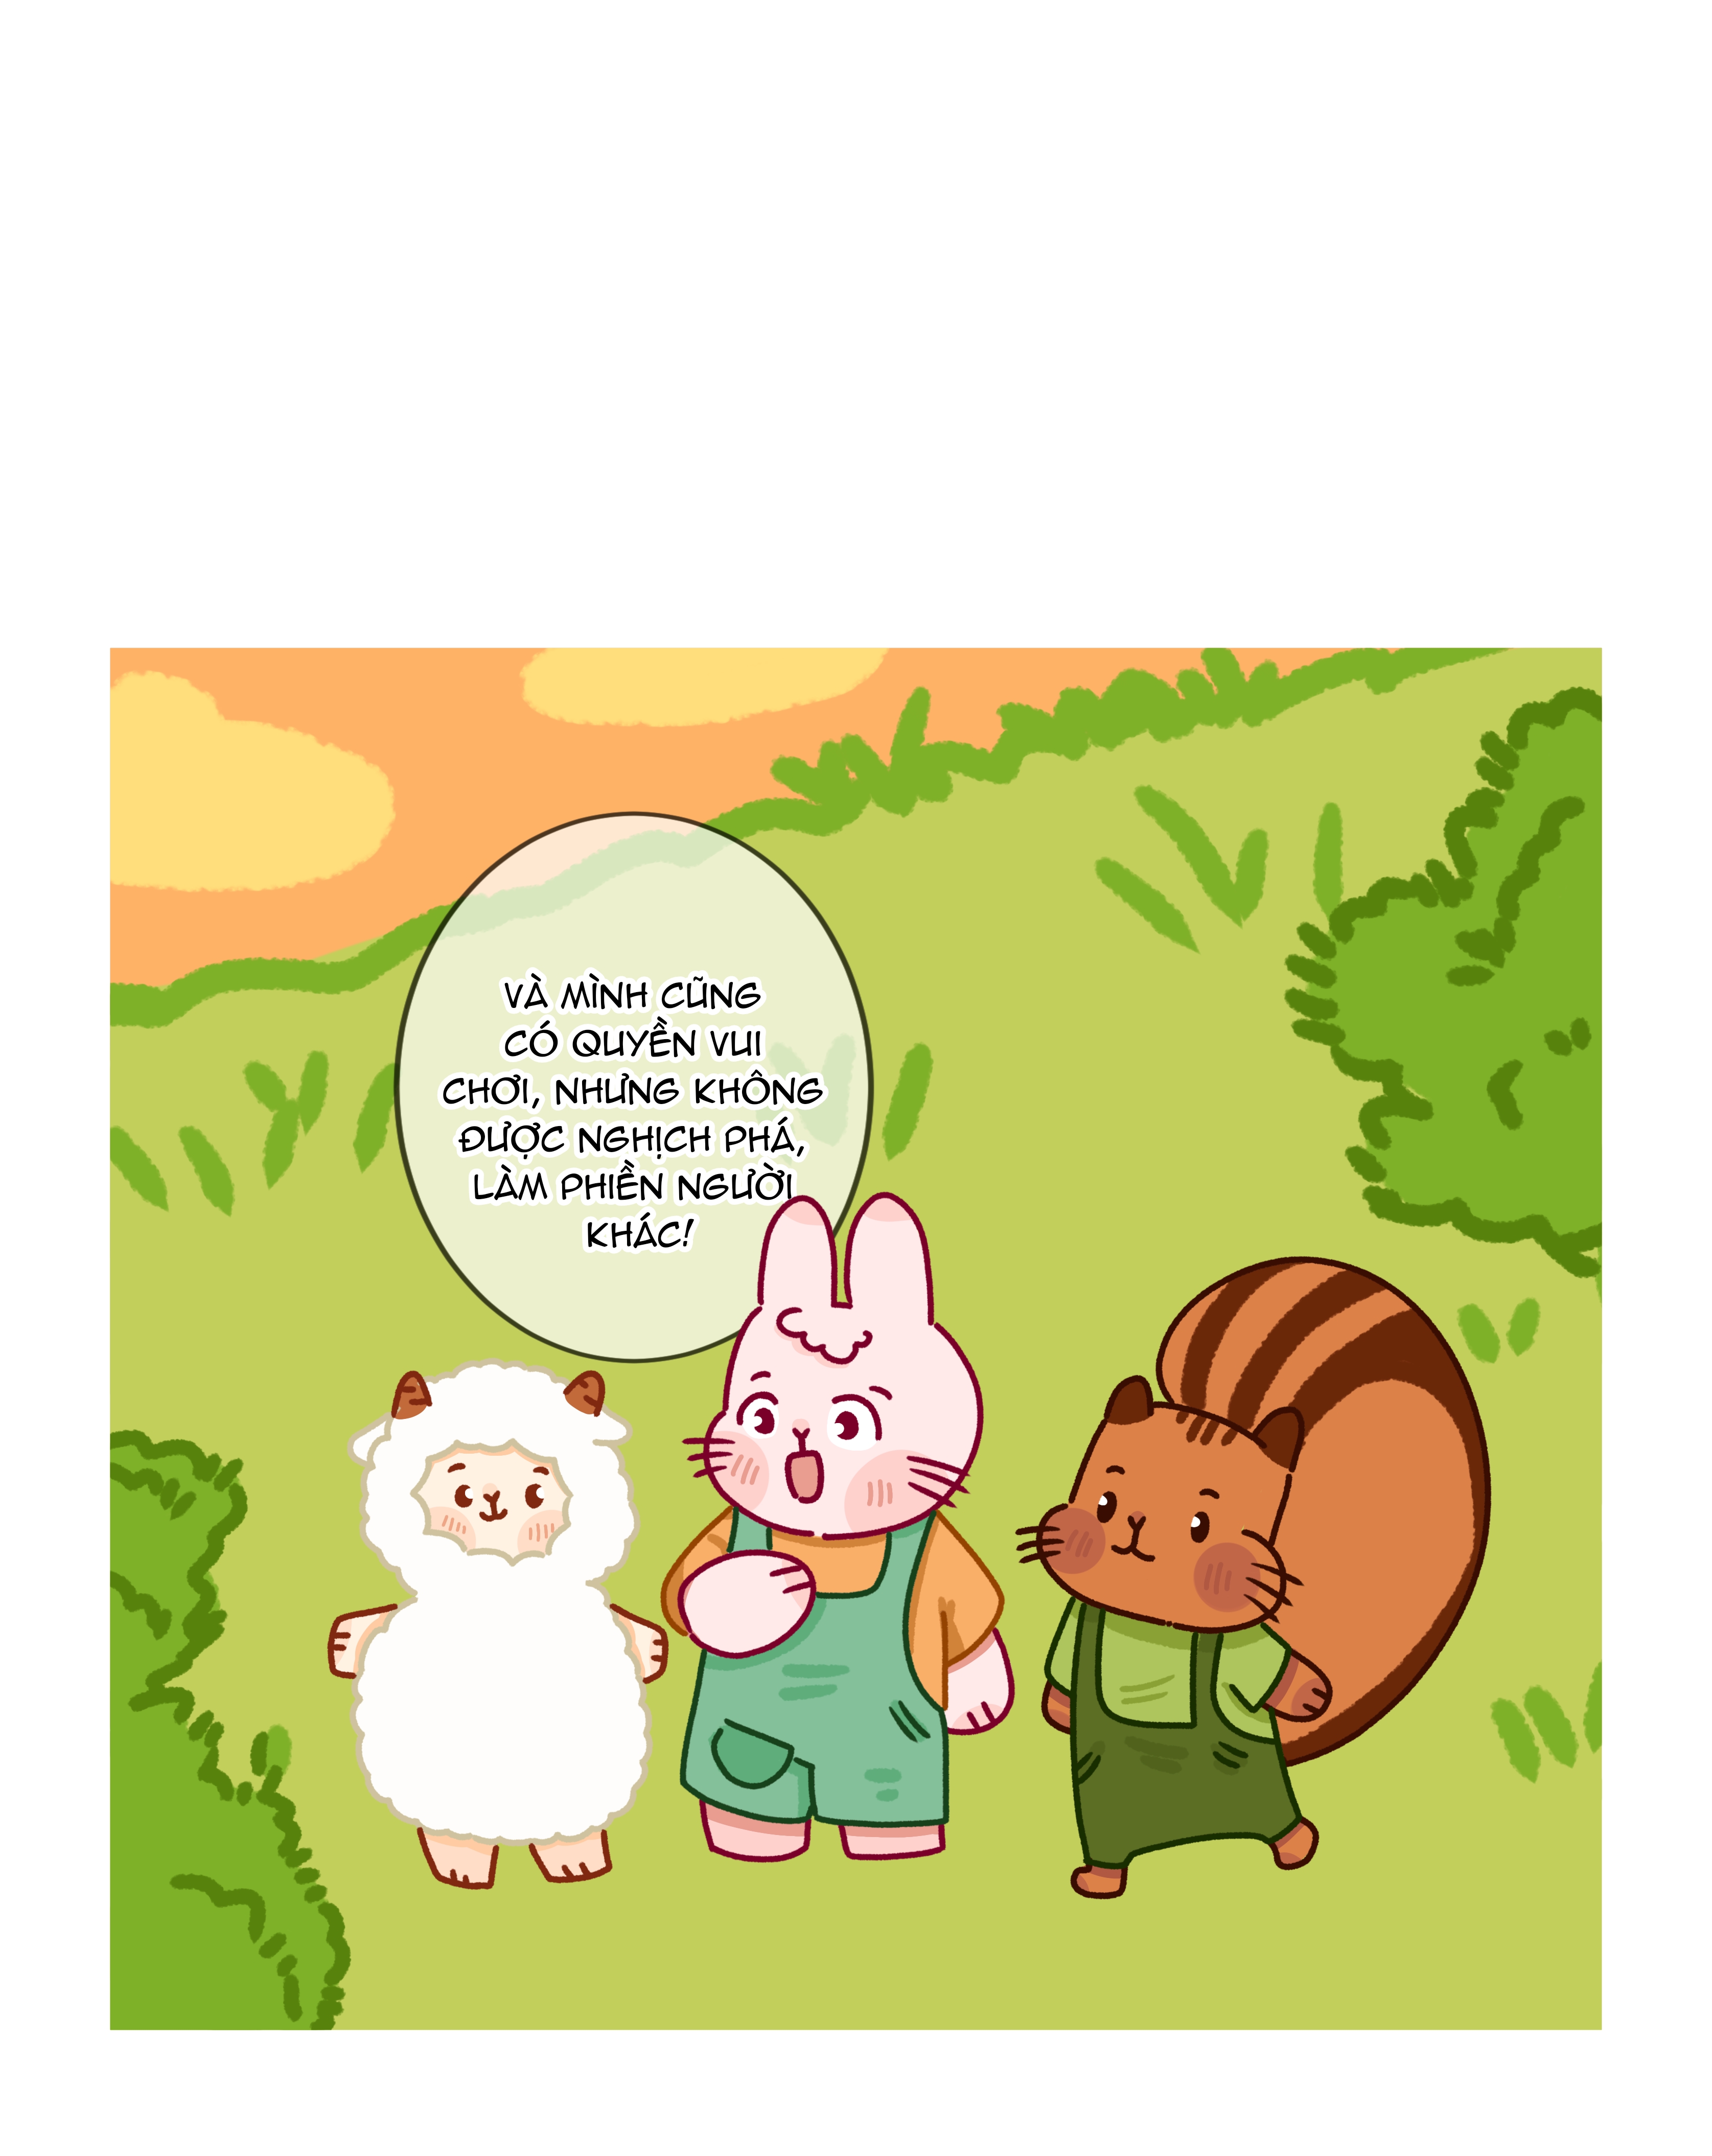 VÀ MÌNH CŨNG
CÓ QUYỀN VUI
CHƠI, NHƯNG KHÔNG
ĐƯỢC NGHỊCH PHÁ,
LÀM PHIỀN NGƯỜI
KHÁC!